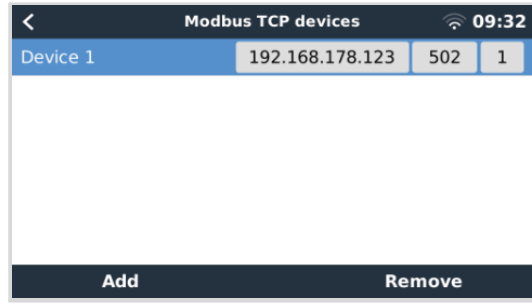 Modbus TCP devices 09:32
Device 1 192.168.178.123 502 1
Add Remove